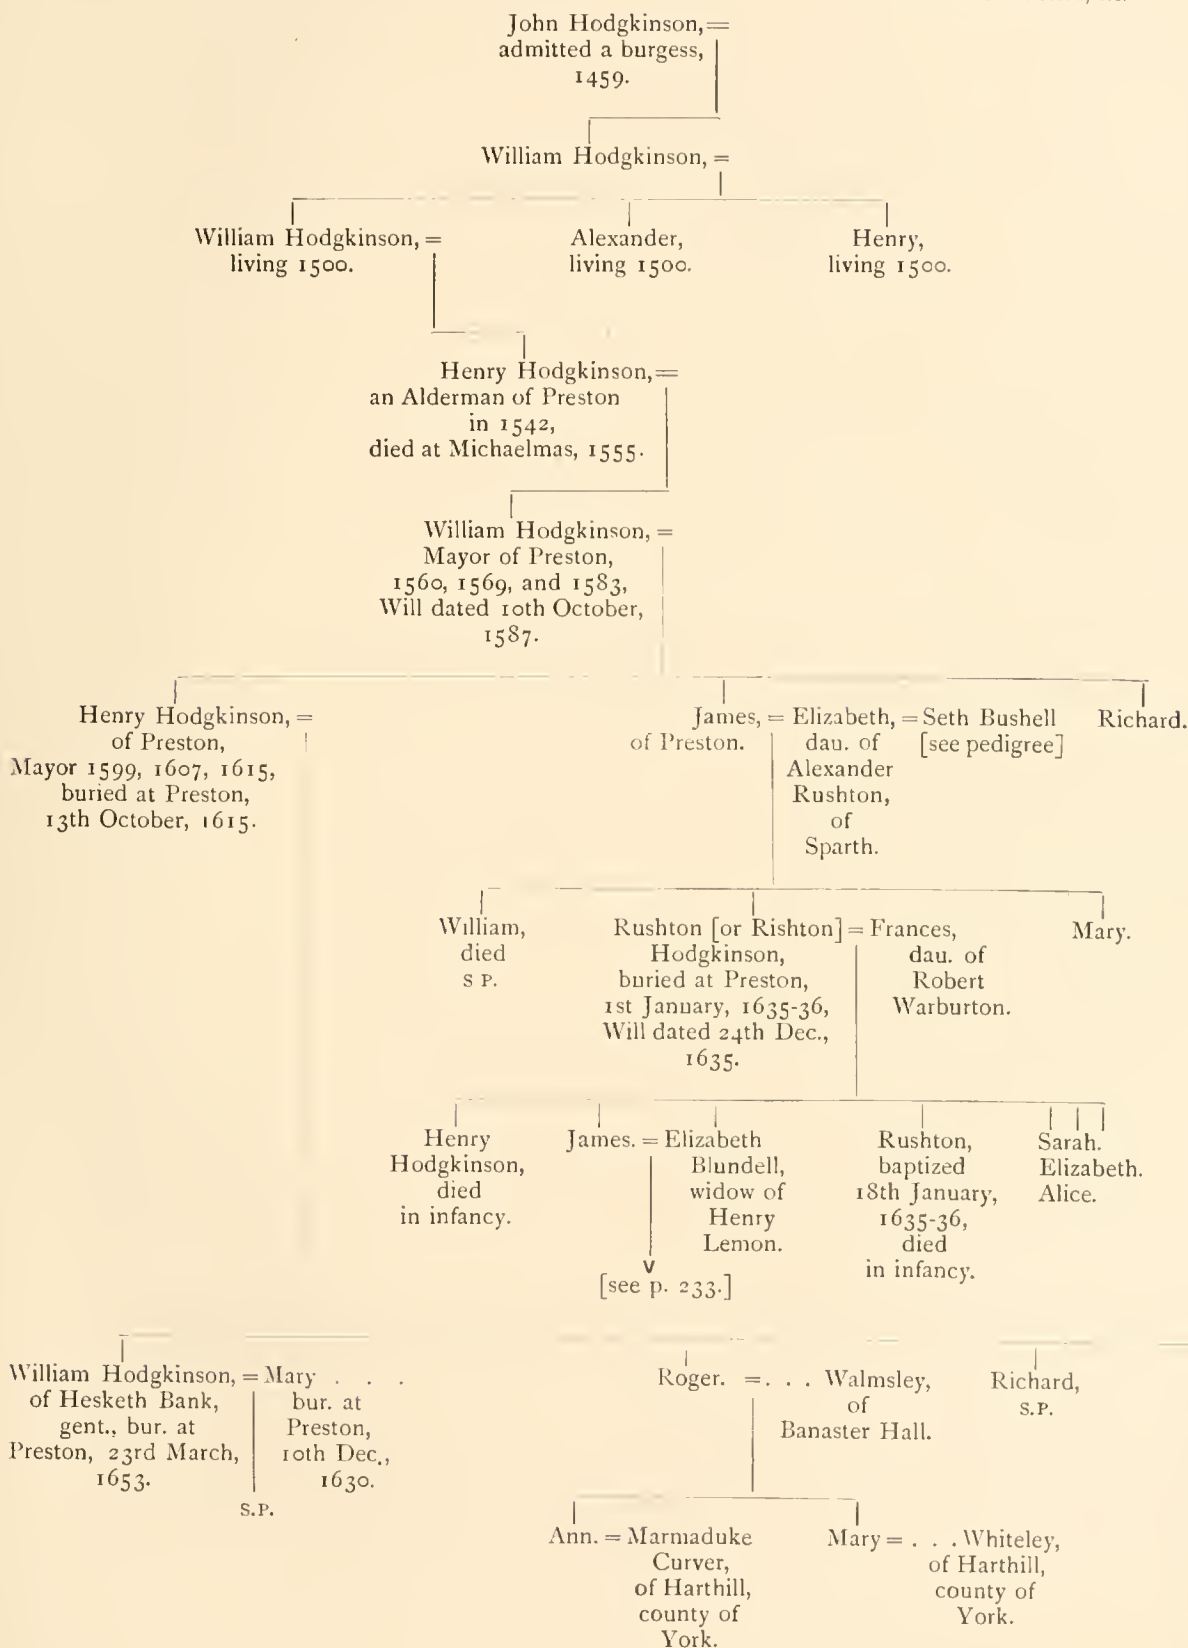 John Hodgkinson,=
admitted a burgess,
1459.
William Hodgkinson, =
William Hodgkinson, =
living 1500.
Alexander,
living 1500.
Henry,
living 1500.
Henry Hodgkinson,=
an Alderman of Preston
in 1542,
died at Michaelmas, 1555.
William Hodgkinson, =
Mayor of Preston,
1560, 1569, and 1583,
Will dated 10th October,
1587.
Henry Hodgkinson, =
of Preston,
Mayor 1599, 1607, 1615,
buried at Preston,
13th October, 1615.
James, =
of Preston.
Elizabeth, =
dau. of
Alexander
Rushton,
of
Sparth.
Seth Bushell
[see pedigree]
Richard.
William,
died
S P.
Rushton [or Rishton] =
Hodgkinson,
buried at Preston,
1st January, 1635-36,
Will dated 24th Dec.,
1635.
Frances,
dau. of
Robert
Warburton.
Mary.
Henry
Hodgkinson,
died
in infancy.
James. =
Elizabeth
Blundell,
widow of
Henry
Lemon.
[see p. 233.]
Rushton,
baptized
18th January,
1635-36,
died
in infancy.
Sarah.
Elizabeth.
Alice.
William Hodgkinson, =
of Hesketh Bank,
gent., bur. at
Preston, 23rd March,
1653.
Mary . . .
bur. at
Preston,
10th Dec.,
1630.
S.P.
Roger. =
. . . Walmsley,
of
Banaster Hall.
Richard,
S.P.
Ann. =
Marmaduke
Curver,
of Harthill,
county of
York.
Mary =
. . . Whiteley,
of Harthill,
county of
York.